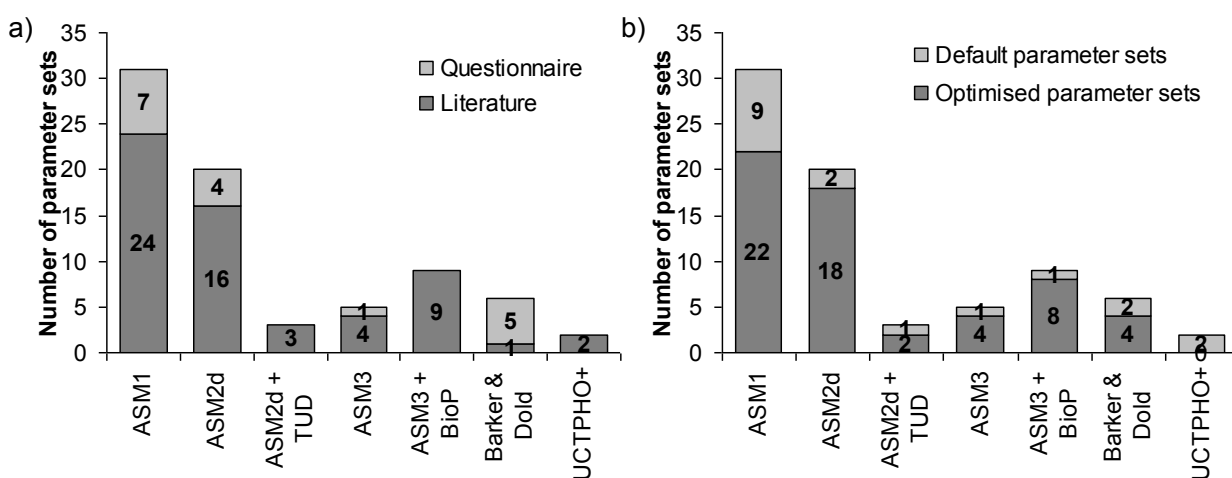 a)
Number of parameter sets
35
30
25
20
15
10
5
0
Questionnaire
Literature
7
24
4
16
3
1
4
9
5
1
2
ASM1
ASM2d
ASM2d +
TUD
ASM3
ASM3 +
BioP
Barker &
Dold
UCTPHO+
b)
Number of parameter sets
35
30
25
20
15
10
5
0
Default parameter sets
Optimised parameter sets
9
22
2
18
1
2
1
4
1
8
2
4
2
0
ASM1
ASM2d
ASM2d +
TUD
ASM3
ASM3 +
BioP
Barker &
Dold
UCTPHO+